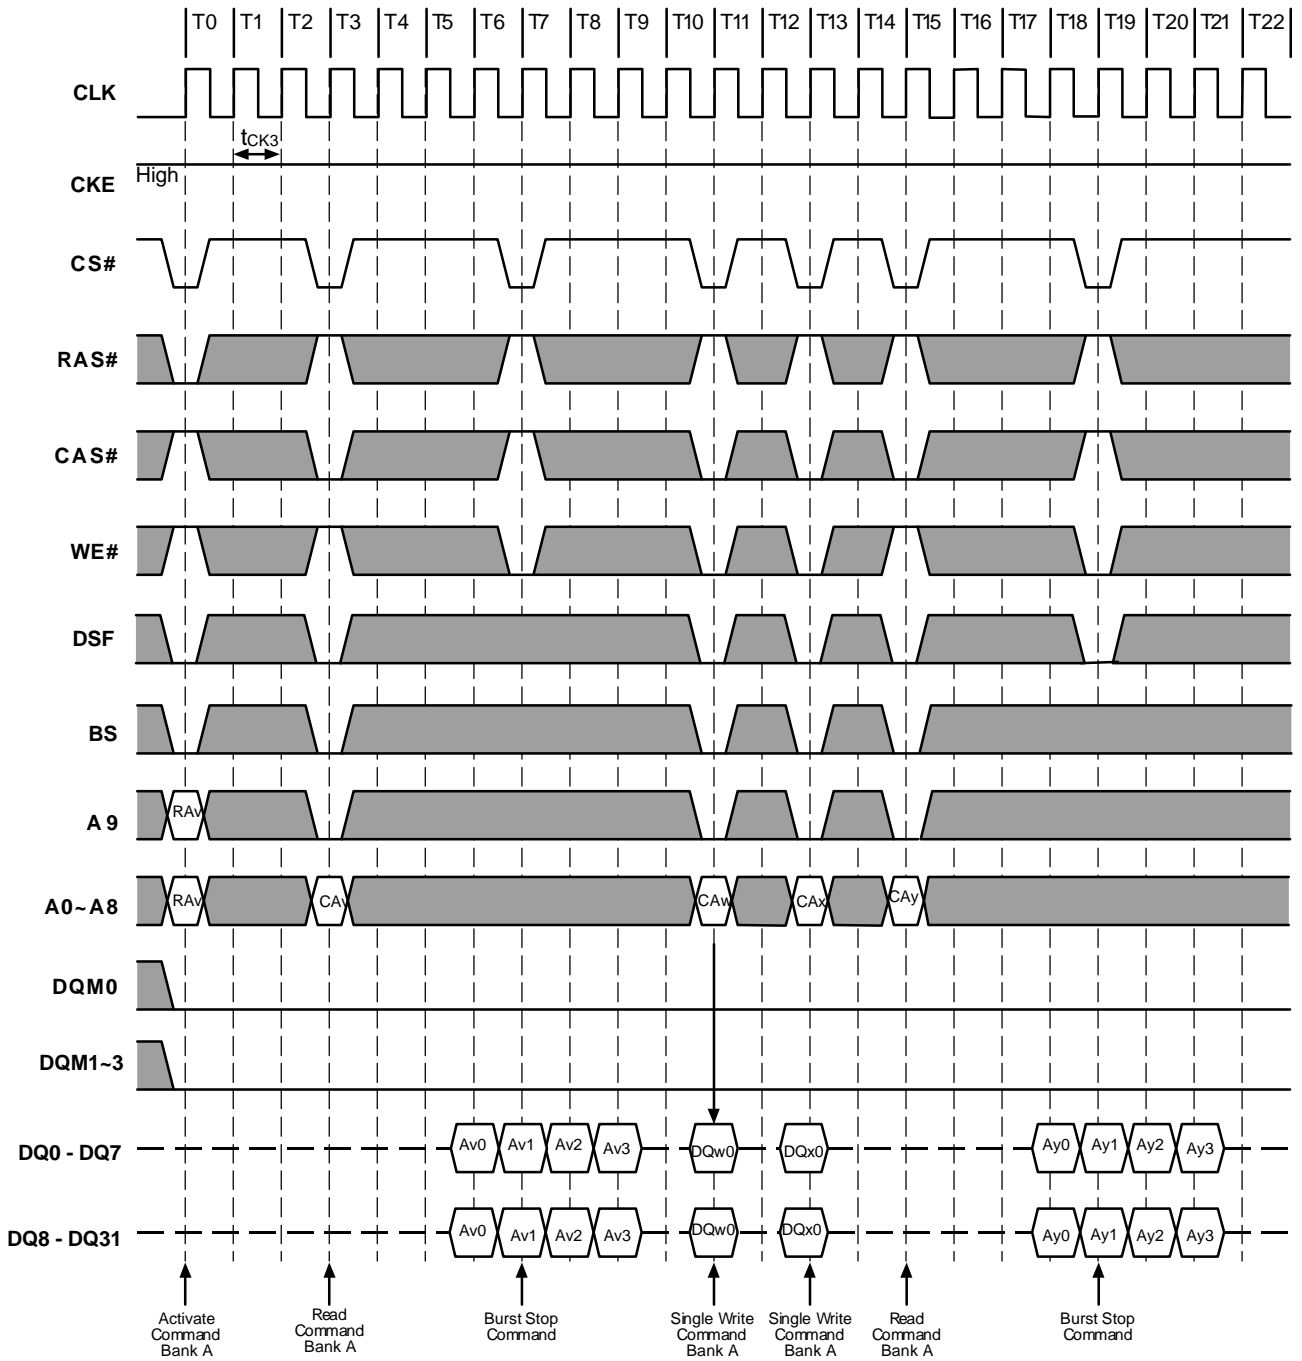 T0 T1 T2 T3 T4 T5 T6 T7 T8 T9 T10 T11 T12 T13 T14 T15 T16 T17 T18 T19 T20 T21 T22
CLK
tCK3
High
CKE
CS#
RAS#
CAS#
WE#
DSF
BS
A9
RAv
A0~A8
RAv CAv CAw CAx CAy
DQM0
DQM1~3
DQ0 - DQ7
Av0 Av1 Av2 Av3 DQw0 DQx0 Ay0 Ay1 Ay2 Ay3
DQ8 - DQ31
Av0 Av1 Av2 Av3 DQw0 DQx0 Ay0 Ay1 Ay2 Ay3
Activate
Command
Bank A
Read
Command
Bank A
Burst Stop
Command
Single Write
Command
Bank A
Single Write
Command
Bank A
Read
Command
Bank A
Burst Stop
Command